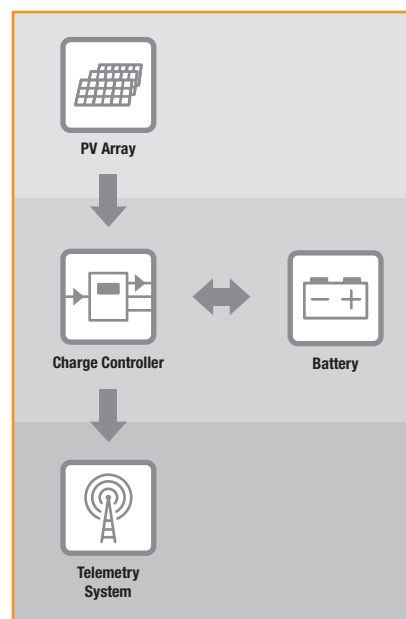 PV Array
Charge Controller
Battery
Telemetry
System